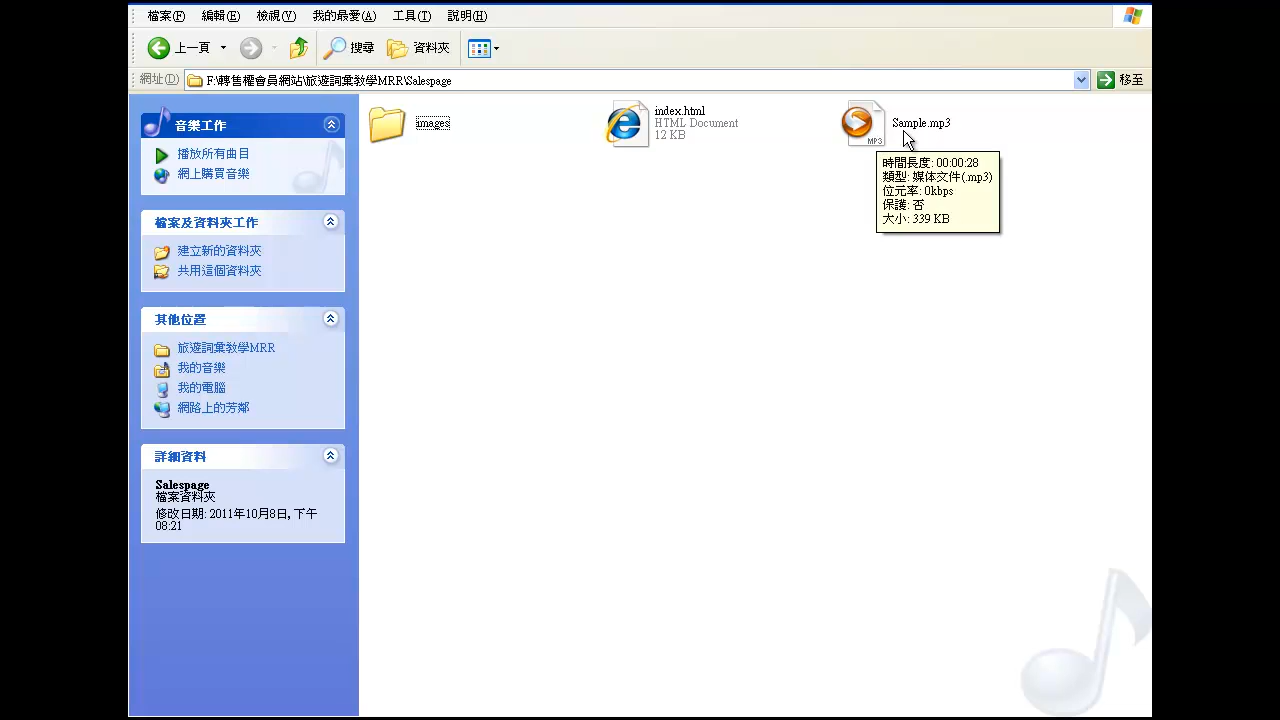 檔案(F) 編輯(E) 檢視(V) 我的最愛(A) 工具(T) 說明(H)
上一頁 搜尋 資料夾
網址(D) F:\轉售權會員網站\旅遊詞彙教學MRR\Salespage 移至
音樂工作
播放所有曲目
網上購買音樂
檔案及資料夾工作
建立新的資料夾
共用這個資料夾
其他位置
旅遊詞彙教學MRR
我的音樂
我的電腦
網路上的芳鄰
詳細資料
Salespage
檔案資料夾
修改日期: 2011年10月8日, 下午
08:21
images
index.html
HTML Document
12 KB
MP3
Sample.mp3
時間長度: 00:00:28
類型: 媒体文件(.mp3)
位元率: 0kbps
保護: 否
大小: 339 KB